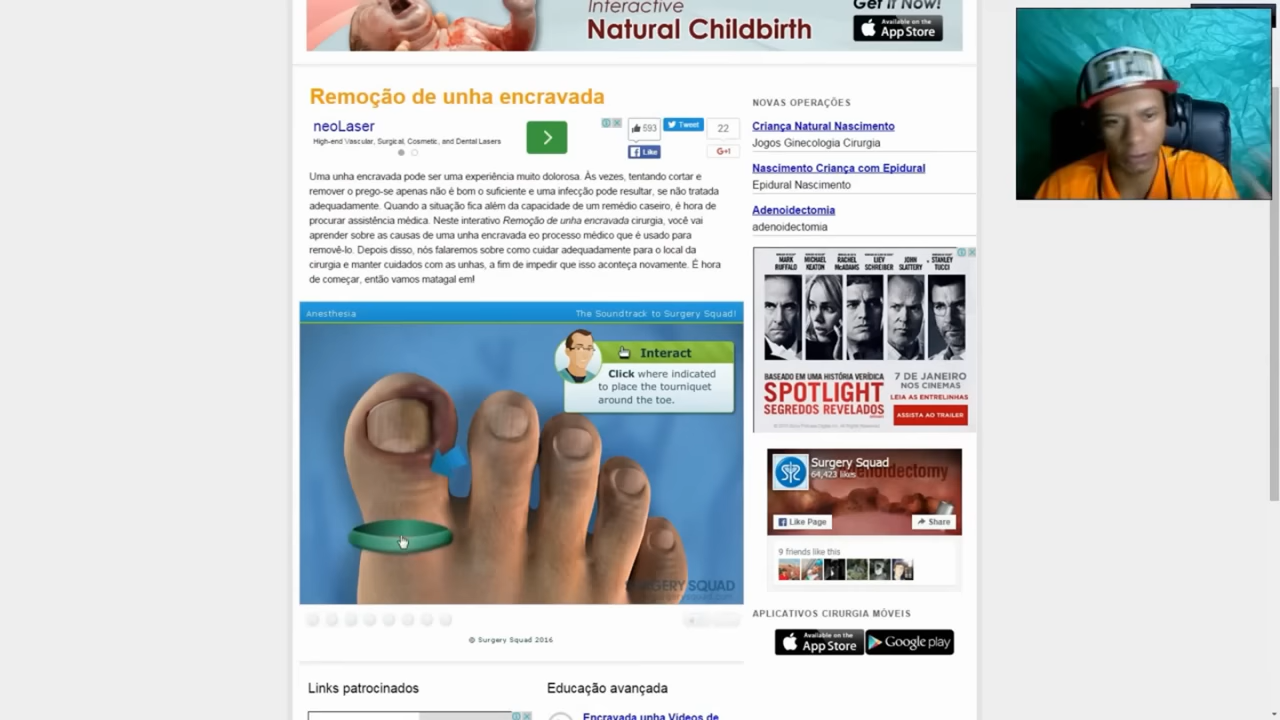 Interactive
Natural Childbirth
Get it Now!
Available on the
App Store
Remoção de unha encravada
neoLaser
High-end Vascular, Surgical, Cosmetic, and Dental Lasers
593
Like
Tweet
22
G+1
Uma unha encravada pode ser uma experiência muito dolorosa. Às vezes, tentando cortar e
remover o prego-se apenas não é bom o suficiente e uma infecção pode resultar, se não tratada
adequadamente. Quando a situação fica além da capacidade de um remédio caseiro, é hora de
procurar assistência médica. Neste interativo Remoção de unha encravada cirurgia, você vai
aprender sobre as causas de uma unha encravada eo processo médico que é usado para
removê-lo. Depois disso, nós falaremos sobre como cuidar adequadamente para o local da
cirurgia e manter cuidados com as unhas, a fim de impedir que isso aconteça novamente. É hora
de começar, então vamos matagal em!
Anesthesia
The Soundtrack to Surgery Squad!
Interact
Click where indicated
to place the tourniquet
around the toe.
SURGERY SQUAD
© Surgery Squad 2016
Links patrocinados
Educação avançada
Encravada unha Vídeos de
NOVAS OPERAÇÕES
Criança Natural Nascimento
Jogos Ginecologia Cirurgia
Nascimento Criança com Epidural
Epidural Nascimento
Adenoidectomia
adenoidectomia
MARK RUFFALO
MICHAEL KEATON
RACHEL McADAMS
LIEV SCHREIBER
JOHN SLATTERY
STANLEY TUCCI
BASEADO EM UMA HISTÓRIA VERÍDICA
SPOTLIGHT
SEGREDOS REVELADOS
7 DE JANEIRO
NOS CINEMAS
LEIA AS ENTRELINHAS
ASSISTA AO TRAILER
Surgery Squad
64,423 likes
enoidectomy
Like Page
Share
9 friends like this
APLICATIVOS CIRURGIA MÓVEIS
Available on the
App Store
Google play